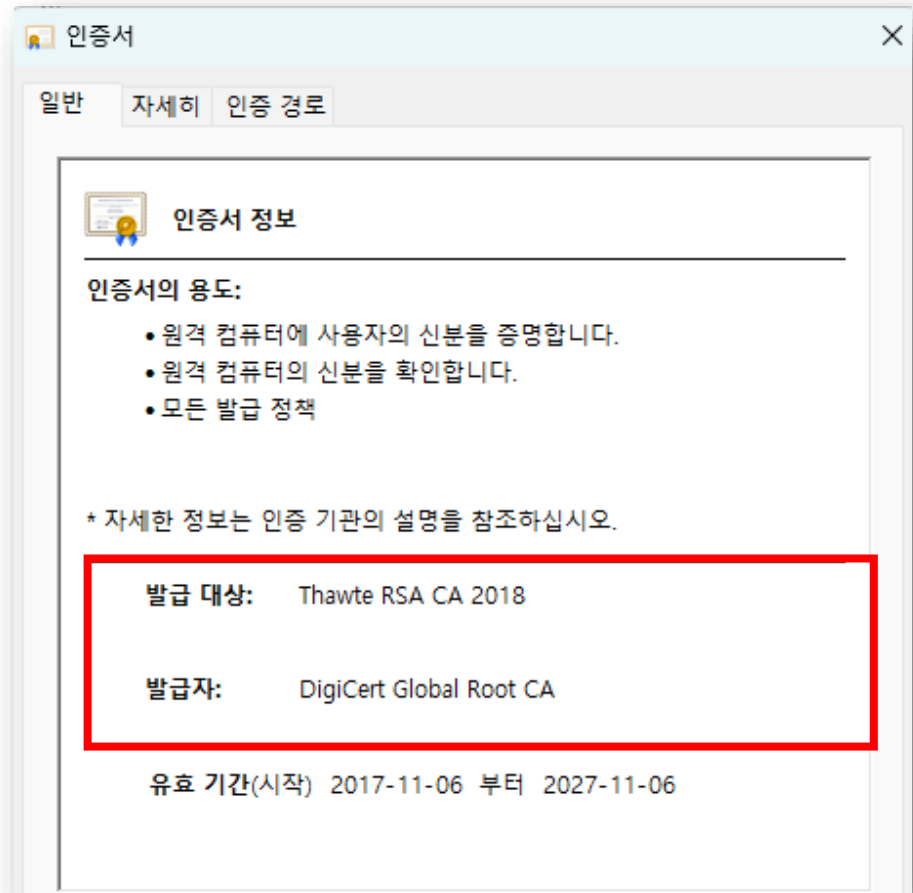 인증서
일반 자세히 인증 경로
인증서 정보
인증서의 용도:
• 원격 컴퓨터에 사용자의 신분을 증명합니다.
• 원격 컴퓨터의 신분을 확인합니다.
• 모든 발급 정책
* 자세한 정보는 인증 기관의 설명을 참조하십시오.
발급 대상: Thawte RSA CA 2018
발급자: DigiCert Global Root CA
유효 기간(시작) 2017-11-06 부터 2027-11-06